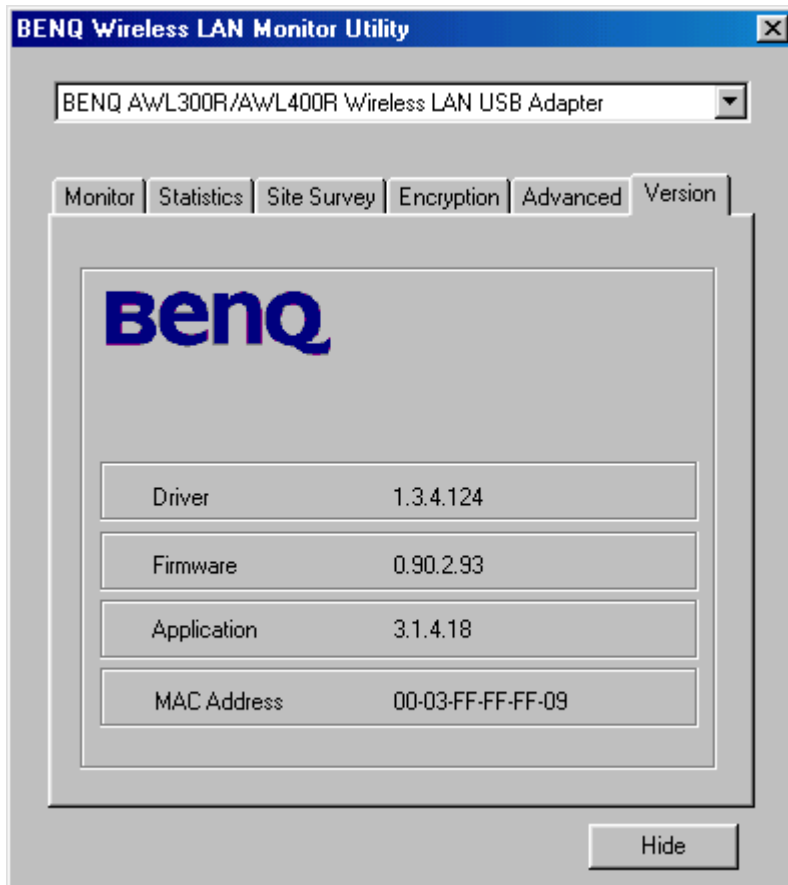 BENQ Wireless LAN Monitor Utility
BENQ AWL300R/AWL400R Wireless LAN USB Adapter
Monitor Statistics Site Survey Encryption Advanced Version
BenQ
Driver 1.3.4.124
Firmware 0.90.2.93
Application 3.1.4.18
MAC Address 00-03-FF-FF-FF-09
Hide